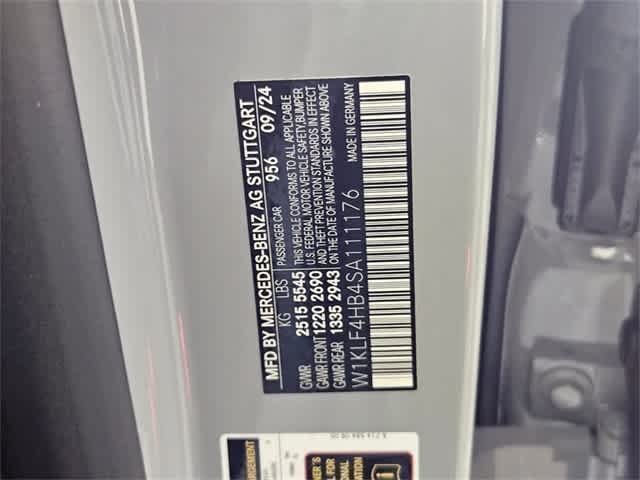 MFD BY MERCEDES-BENZ AG STUTTGART
956 09/24
KG LBS PASSENGER CAR
GVWR 2515 5545 THIS VEHICLE CONFORMS TO ALL APPLICABLE
GAWR FRONT 1220 2690 U.S. FEDERAL MOTOR VEHICLE SAFETY, BUMPER
GAWR REAR 1335 2943 AND THEFT PREVENTION STANDARDS IN EFFECT
ON THE DATE OF MANUFACTURE SHOWN ABOVE
W1KLF4HB4SA111176 MADE IN GERMANY